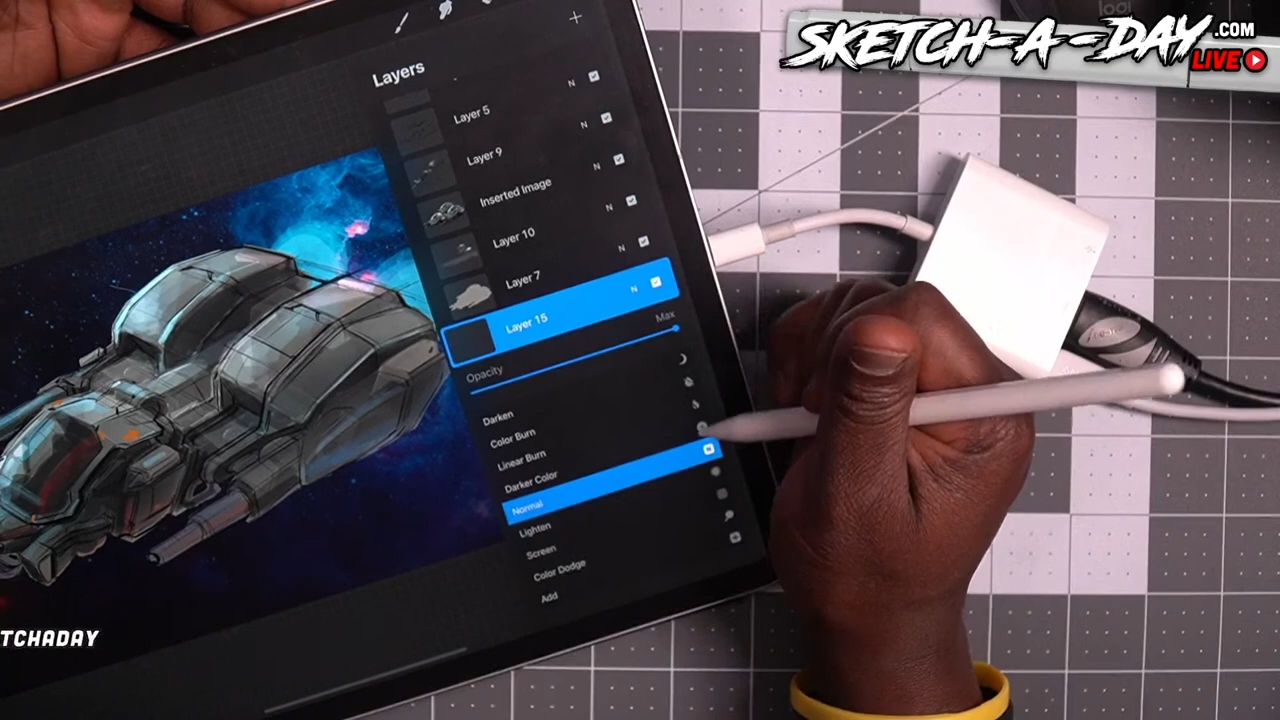 SKETCH-A-DAY.COM
LIVE
logi
Layers
Layer 5
N
Layer 9
N
Inserted Image
N
Layer 10
N
Layer 7
N
Layer 15
N
Opacity
Max
Darken
Color Burn
Linear Burn
Darker Color
Normal
N
Lighten
Screen
Color Dodge
Add
TCHADAY